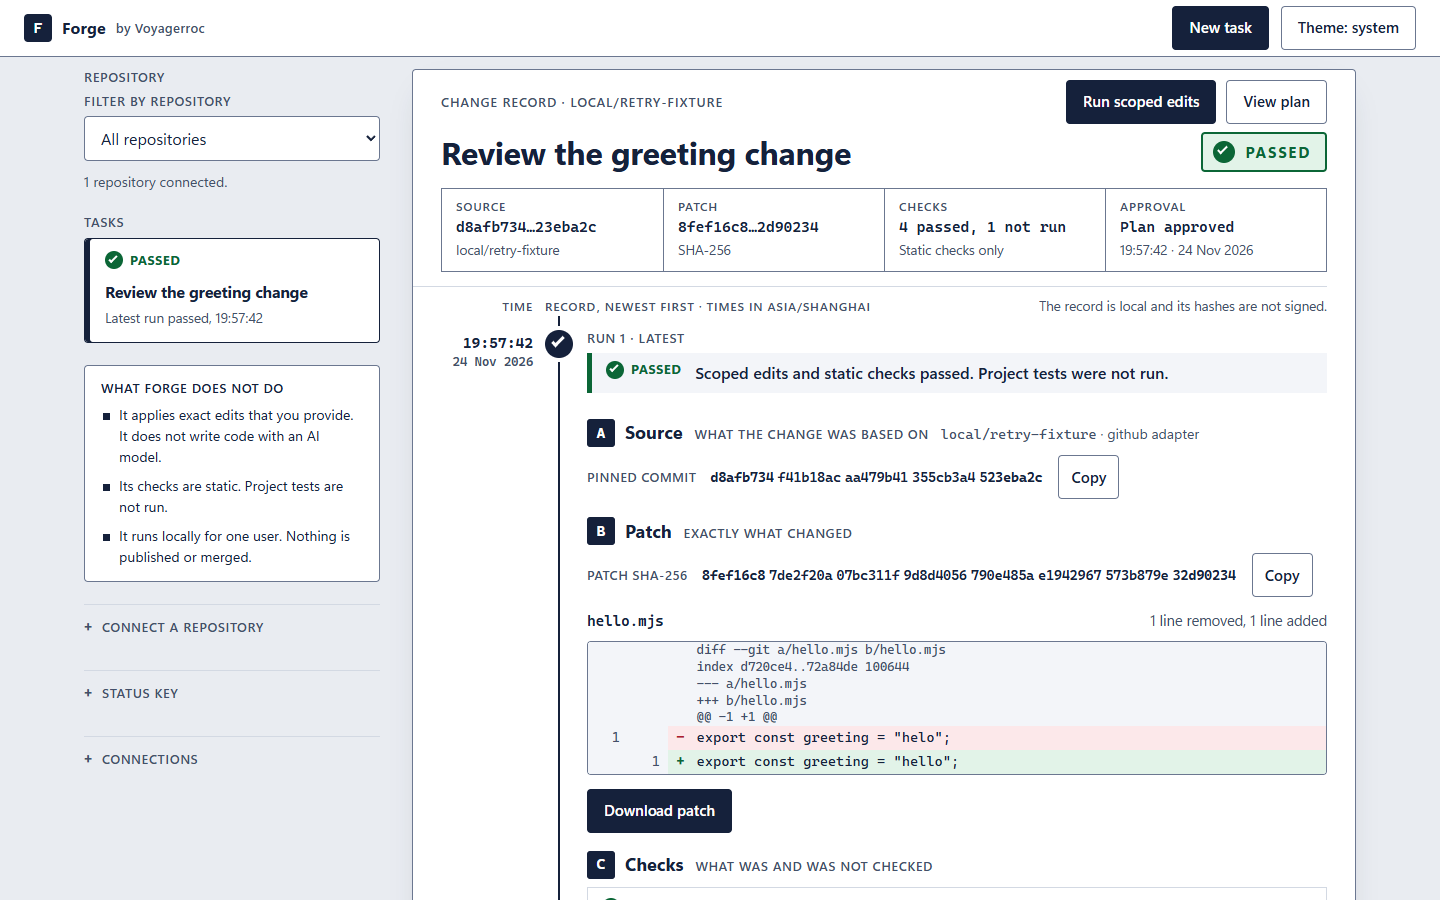 F Forge by Voyagerroc
New task
Theme: system
REPOSITORY
FILTER BY REPOSITORY
All repositories
1 repository connected.
TASKS
PASSED
Review the greeting change
Latest run passed, 19:57:42
WHAT FORGE DOES NOT DO
It applies exact edits that you provide.
It does not write code with an AI
model.
Its checks are static. Project tests are
not run.
It runs locally for one user. Nothing is
published or merged.
+ CONNECT A REPOSITORY
+ STATUS KEY
+ CONNECTIONS
CHANGE RECORD · LOCAL/RETRY-FIXTURE
Run scoped edits
View plan
Review the greeting change
PASSED
SOURCE
d8afb734…23eba2c
local/retry-fixture
PATCH
8fef16c8…2d90234
SHA-256
CHECKS
4 passed, 1 not run
Static checks only
APPROVAL
Plan approved
19:57:42 · 24 Nov 2026
TIME RECORD, NEWEST FIRST · TIMES IN ASIA/SHANGHAI
The record is local and its hashes are not signed.
19:57:42
24 Nov 2026
RUN 1 · LATEST
PASSED Scoped edits and static checks passed. Project tests were not run.
A Source WHAT THE CHANGE WAS BASED ON local/retry-fixture · github adapter
PINNED COMMIT d8afb734 f41b18ac aa479b41 355cb3a4 523eba2c Copy
B Patch EXACTLY WHAT CHANGED
PATCH SHA-256 8fef16c8 7de2f20a 07bc311f 9d8d4056 790e485a e1942967 573b879e 32d90234 Copy
hello.mjs
1 line removed, 1 line added
diff --git a/hello.mjs b/hello.mjs
index d720ce4..72a84de 100644
--- a/hello.mjs
+++ b/hello.mjs
@@ -1 +1 @@
1 - export const greeting = "helo";
1 + export const greeting = "hello";
Download patch
C Checks WHAT WAS AND WAS NOT CHECKED